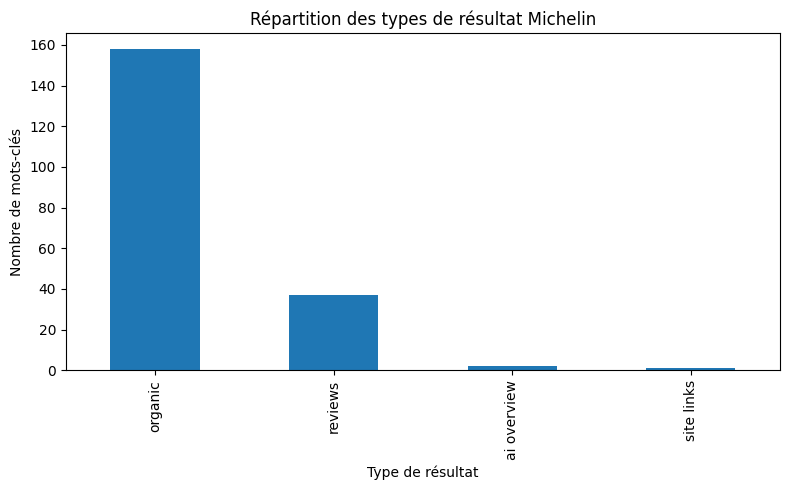 Répartition des types de résultat Michelin
Nombre de mots-clés
160
140
120
100
80
60
40
20
0
organic
reviews
ai overview
site links
Type de résultat